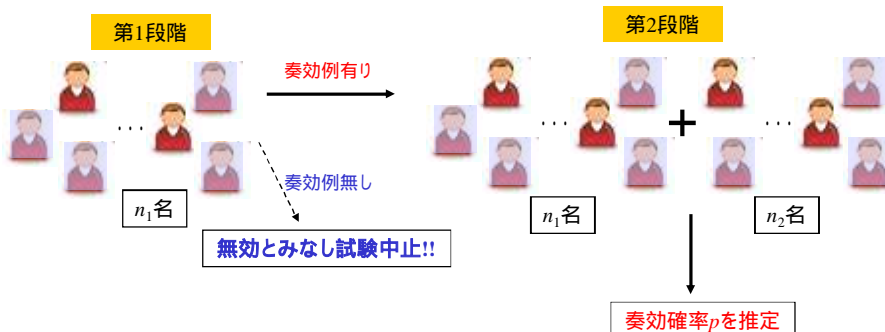 第1段階
奏効例有り
奏効例無し
…
n₁名
無効とみなし試験中止!!
第2段階
…
+
…
n₁名
n₂名
奏効確率pを推定